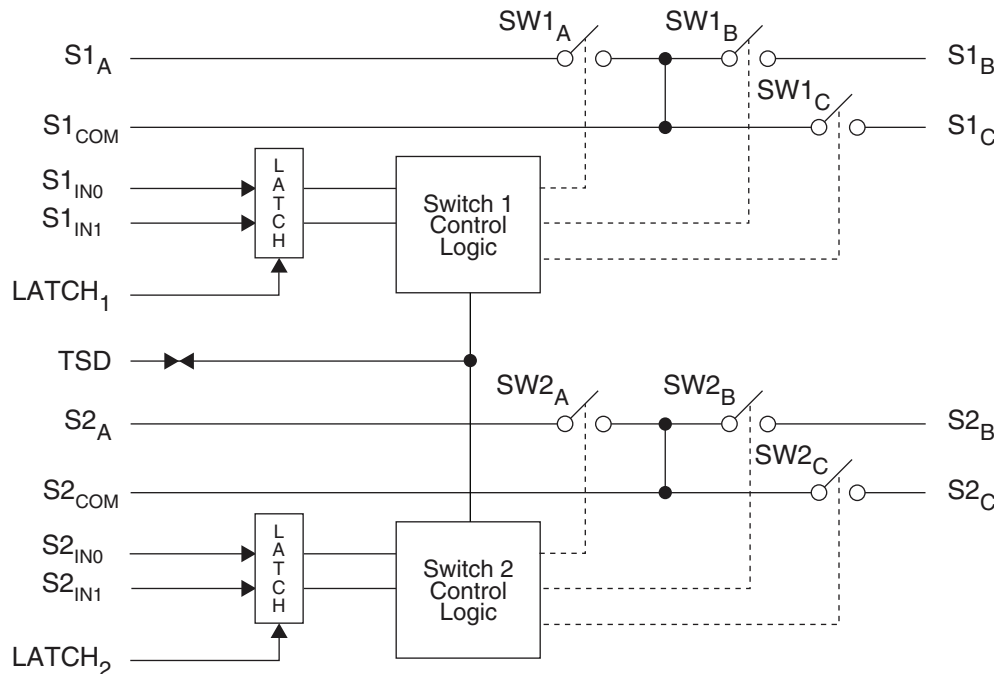 SW1A
SW1B
S1A
S1B
SW1C
S1COM
S1C
S1IN0
S1IN1
LATCH
Switch 1
Control
Logic
LATCH1
TSD
SW2A
SW2B
S2A
S2B
SW2C
S2COM
S2C
S2IN0
S2IN1
LATCH
Switch 2
Control
Logic
LATCH2